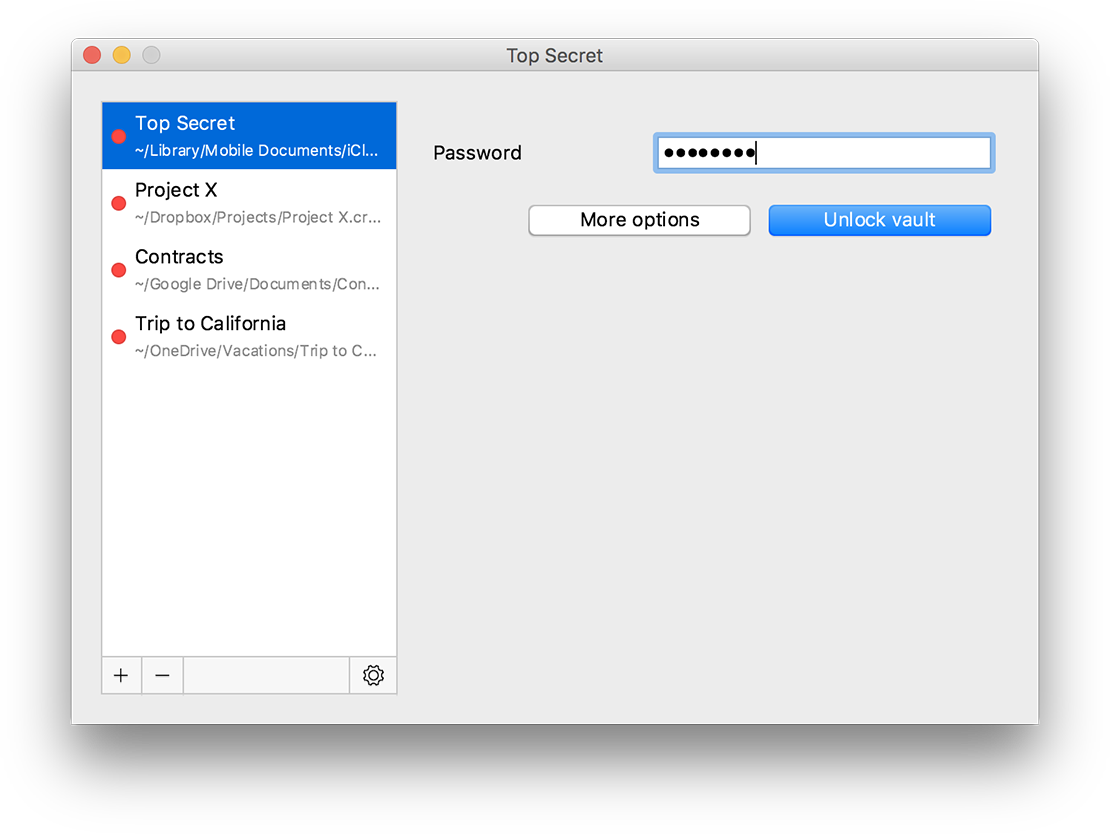 Top Secret
Top Secret
~/Library/Mobile Documents/iCl...
Project X
~/Dropbox/Projects/Project X.cr...
Contracts
~/Google Drive/Documents/Con...
Trip to California
~/OneDrive/Vacations/Trip to C...
Password
••••••••
More options
Unlock vault